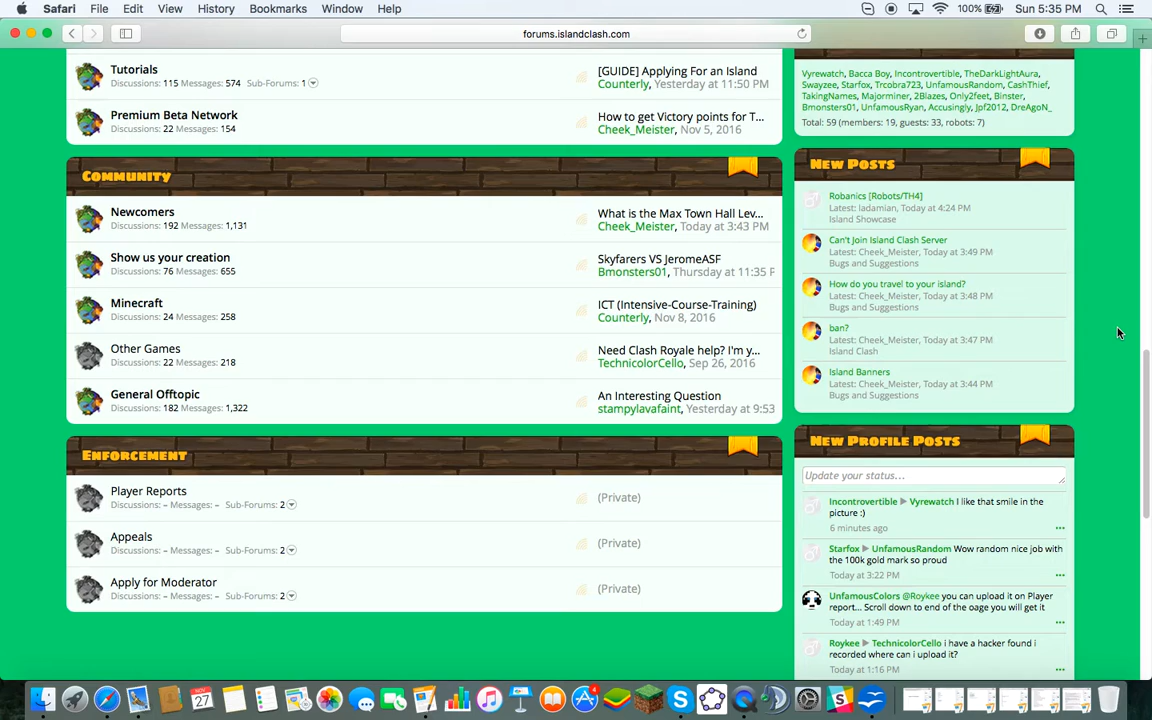 Safari File Edit View History Bookmarks Window Help 100% Sun 5:35 PM
forums.islandclash.com
Tutorials
Discussions: 115 Messages: 574 Sub-Forums: 1
[GUIDE] Applying For an Island
Counterly, Yesterday at 11:50 PM
Premium Beta Network
Discussions: 22 Messages: 154
How to get Victory points for T...
Cheek_Meister, Nov 5, 2016
Community
Newcomers
Discussions: 192 Messages: 1,131
What is the Max Town Hall Lev...
Cheek_Meister, Today at 3:43 PM
Show us your creation
Discussions: 76 Messages: 655
Skyfarers VS JeromeASF
Bmonsters01, Thursday at 11:35 P
Minecraft
Discussions: 24 Messages: 258
ICT (Intensive-Course-Training)
Counterly, Nov 8, 2016
Other Games
Discussions: 22 Messages: 218
Need Clash Royale help? I'm y...
TechnicolorCello, Sep 26, 2016
General Offtopic
Discussions: 182 Messages: 1,322
An Interesting Question
stampylavafaint, Yesterday at 9:53
Enforcement
Player Reports
Discussions: – Messages: – Sub-Forums: 2
(Private)
Appeals
Discussions: – Messages: – Sub-Forums: 2
(Private)
Apply for Moderator
Discussions: – Messages: – Sub-Forums: 2
(Private)
Vyrewatch, Bacca Boy, Incontrovertible, TheDarkLightAura,
Swayzee, Starfox, Trcobra723, UnfamousRandom, CashThief,
TakingNames, Majorminer, 2Blazes, Only2feet, Binster,
Bmonsters01, UnfamousRyan, Accusingly, Jpf2012, DreAgoN_
Total: 59 (members: 19, guests: 33, robots: 7)
New Posts
Robanics [Robots/TH4]
Latest: ladamian, Today at 4:24 PM
Island Showcase
Can't Join Island Clash Server
Latest: Cheek_Meister, Today at 3:49 PM
Bugs and Suggestions
How do you travel to your island?
Latest: Cheek_Meister, Today at 3:48 PM
Bugs and Suggestions
ban?
Latest: Cheek_Meister, Today at 3:47 PM
Island Clash
Island Banners
Latest: Cheek_Meister, Today at 3:44 PM
Bugs and Suggestions
New Profile Posts
Update your status...
Incontrovertible Vyrewatch I like that smile in the
picture :)
6 minutes ago
Starfox UnfamousRandom Wow random nice job with
the 100k gold mark so proud
Today at 3:22 PM
UnfamousColors @Roykee you can upload it on Player
report... Scroll down to end of the oage you will get it
Today at 1:49 PM
Roykee TechnicolorCello i have a hacker found i
recorded where can i upload it?
Today at 1:16 PM
NOV
27
4